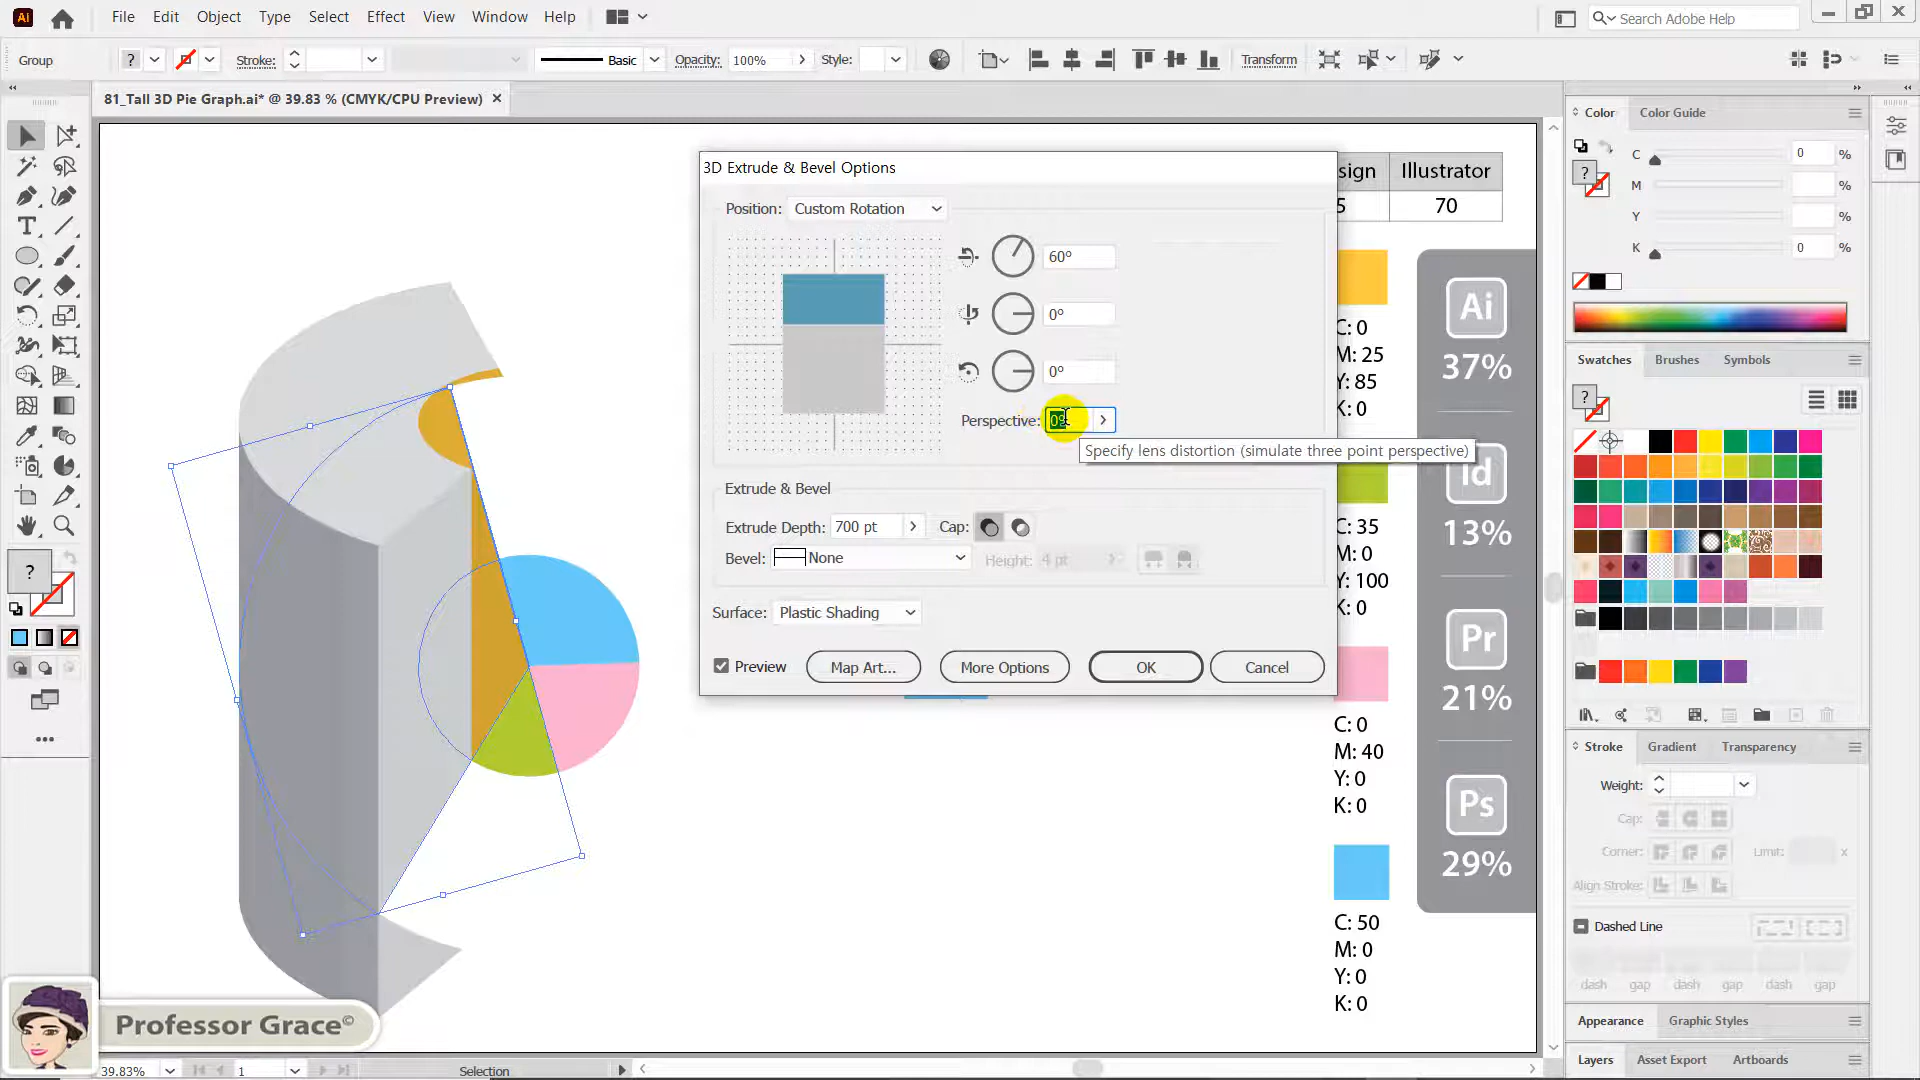 Ai File Edit Object Type Select Effect View Window Help Search Adobe Help
Group ? Stroke: Basic Opacity: 100% Style: Transform
81_Tall 3D Pie Graph.ai* @ 39.83 % (CMYK/CPU Preview)
3D Extrude & Bevel Options
Position: Custom Rotation
60°
0°
0°
Perspective: 0°
Specify lens distortion (simulate three point perspective)
Extrude & Bevel
Extrude Depth: 700 pt Cap:
Bevel: None Height: 4 pt
Surface: Plastic Shading
Preview Map Art... More Options OK Cancel
sign Illustrator
5 70
C: 0
M: 25
Y: 85
K: 0
C: 35
M: 0
Y: 100
K: 0
C: 0
M: 40
Y: 0
K: 0
C: 50
M: 0
Y: 0
K: 0
Ai
37%
Id
13%
Pr
21%
Ps
29%
Color Color Guide
? C 0 %
M %
Y %
K 0 %
Swatches Brushes Symbols
?
Stroke Gradient Transparency
Weight:
Cap:
Corner: Limit: x
Align Stroke:
Dashed Line
dash gap dash gap dash gap
Appearance Graphic Styles
Layers Asset Export Artboards
?
Professor Grace©
39.83% 1 Selection